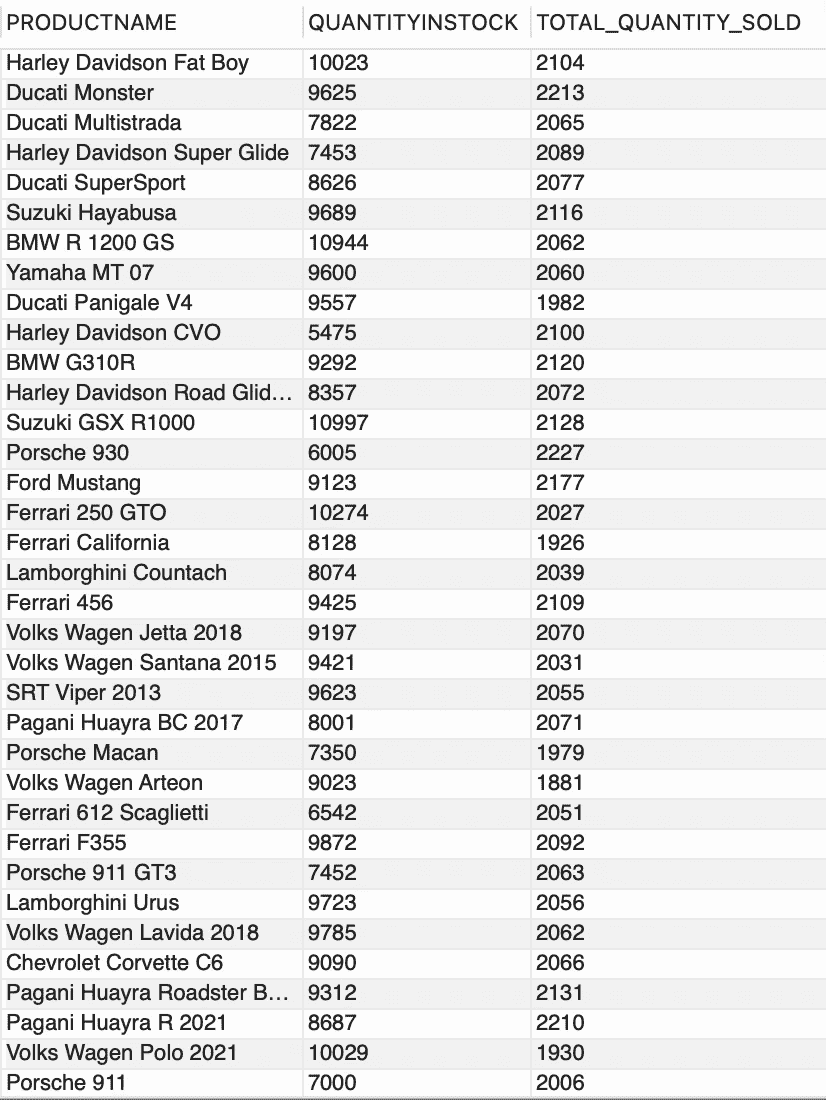 PRODUCTNAME QUANTITYINSTOCK TOTAL_QUANTITY_SOLD
Harley Davidson Fat Boy 10023 2104
Ducati Monster 9625 2213
Ducati Multistrada 7822 2065
Harley Davidson Super Glide 7453 2089
Ducati SuperSport 8626 2077
Suzuki Hayabusa 9689 2116
BMW R 1200 GS 10944 2062
Yamaha MT 07 9600 2060
Ducati Panigale V4 9557 1982
Harley Davidson CVO 5475 2100
BMW G310R 9292 2120
Harley Davidson Road Glid... 8357 2072
Suzuki GSX R1000 10997 2128
Porsche 930 6005 2227
Ford Mustang 9123 2177
Ferrari 250 GTO 10274 2027
Ferrari California 8128 1926
Lamborghini Countach 8074 2039
Ferrari 456 9425 2109
Volks Wagen Jetta 2018 9197 2070
Volks Wagen Santana 2015 9421 2031
SRT Viper 2013 9623 2055
Pagani Huayra BC 2017 8001 2071
Porsche Macan 7350 1979
Volks Wagen Arteon 9023 1881
Ferrari 612 Scaglietti 6542 2051
Ferrari F355 9872 2092
Porsche 911 GT3 7452 2063
Lamborghini Urus 9723 2056
Volks Wagen Lavida 2018 9785 2062
Chevrolet Corvette C6 9090 2066
Pagani Huayra Roadster B... 9312 2131
Pagani Huayra R 2021 8687 2210
Volks Wagen Polo 2021 10029 1930
Porsche 911 7000 2006